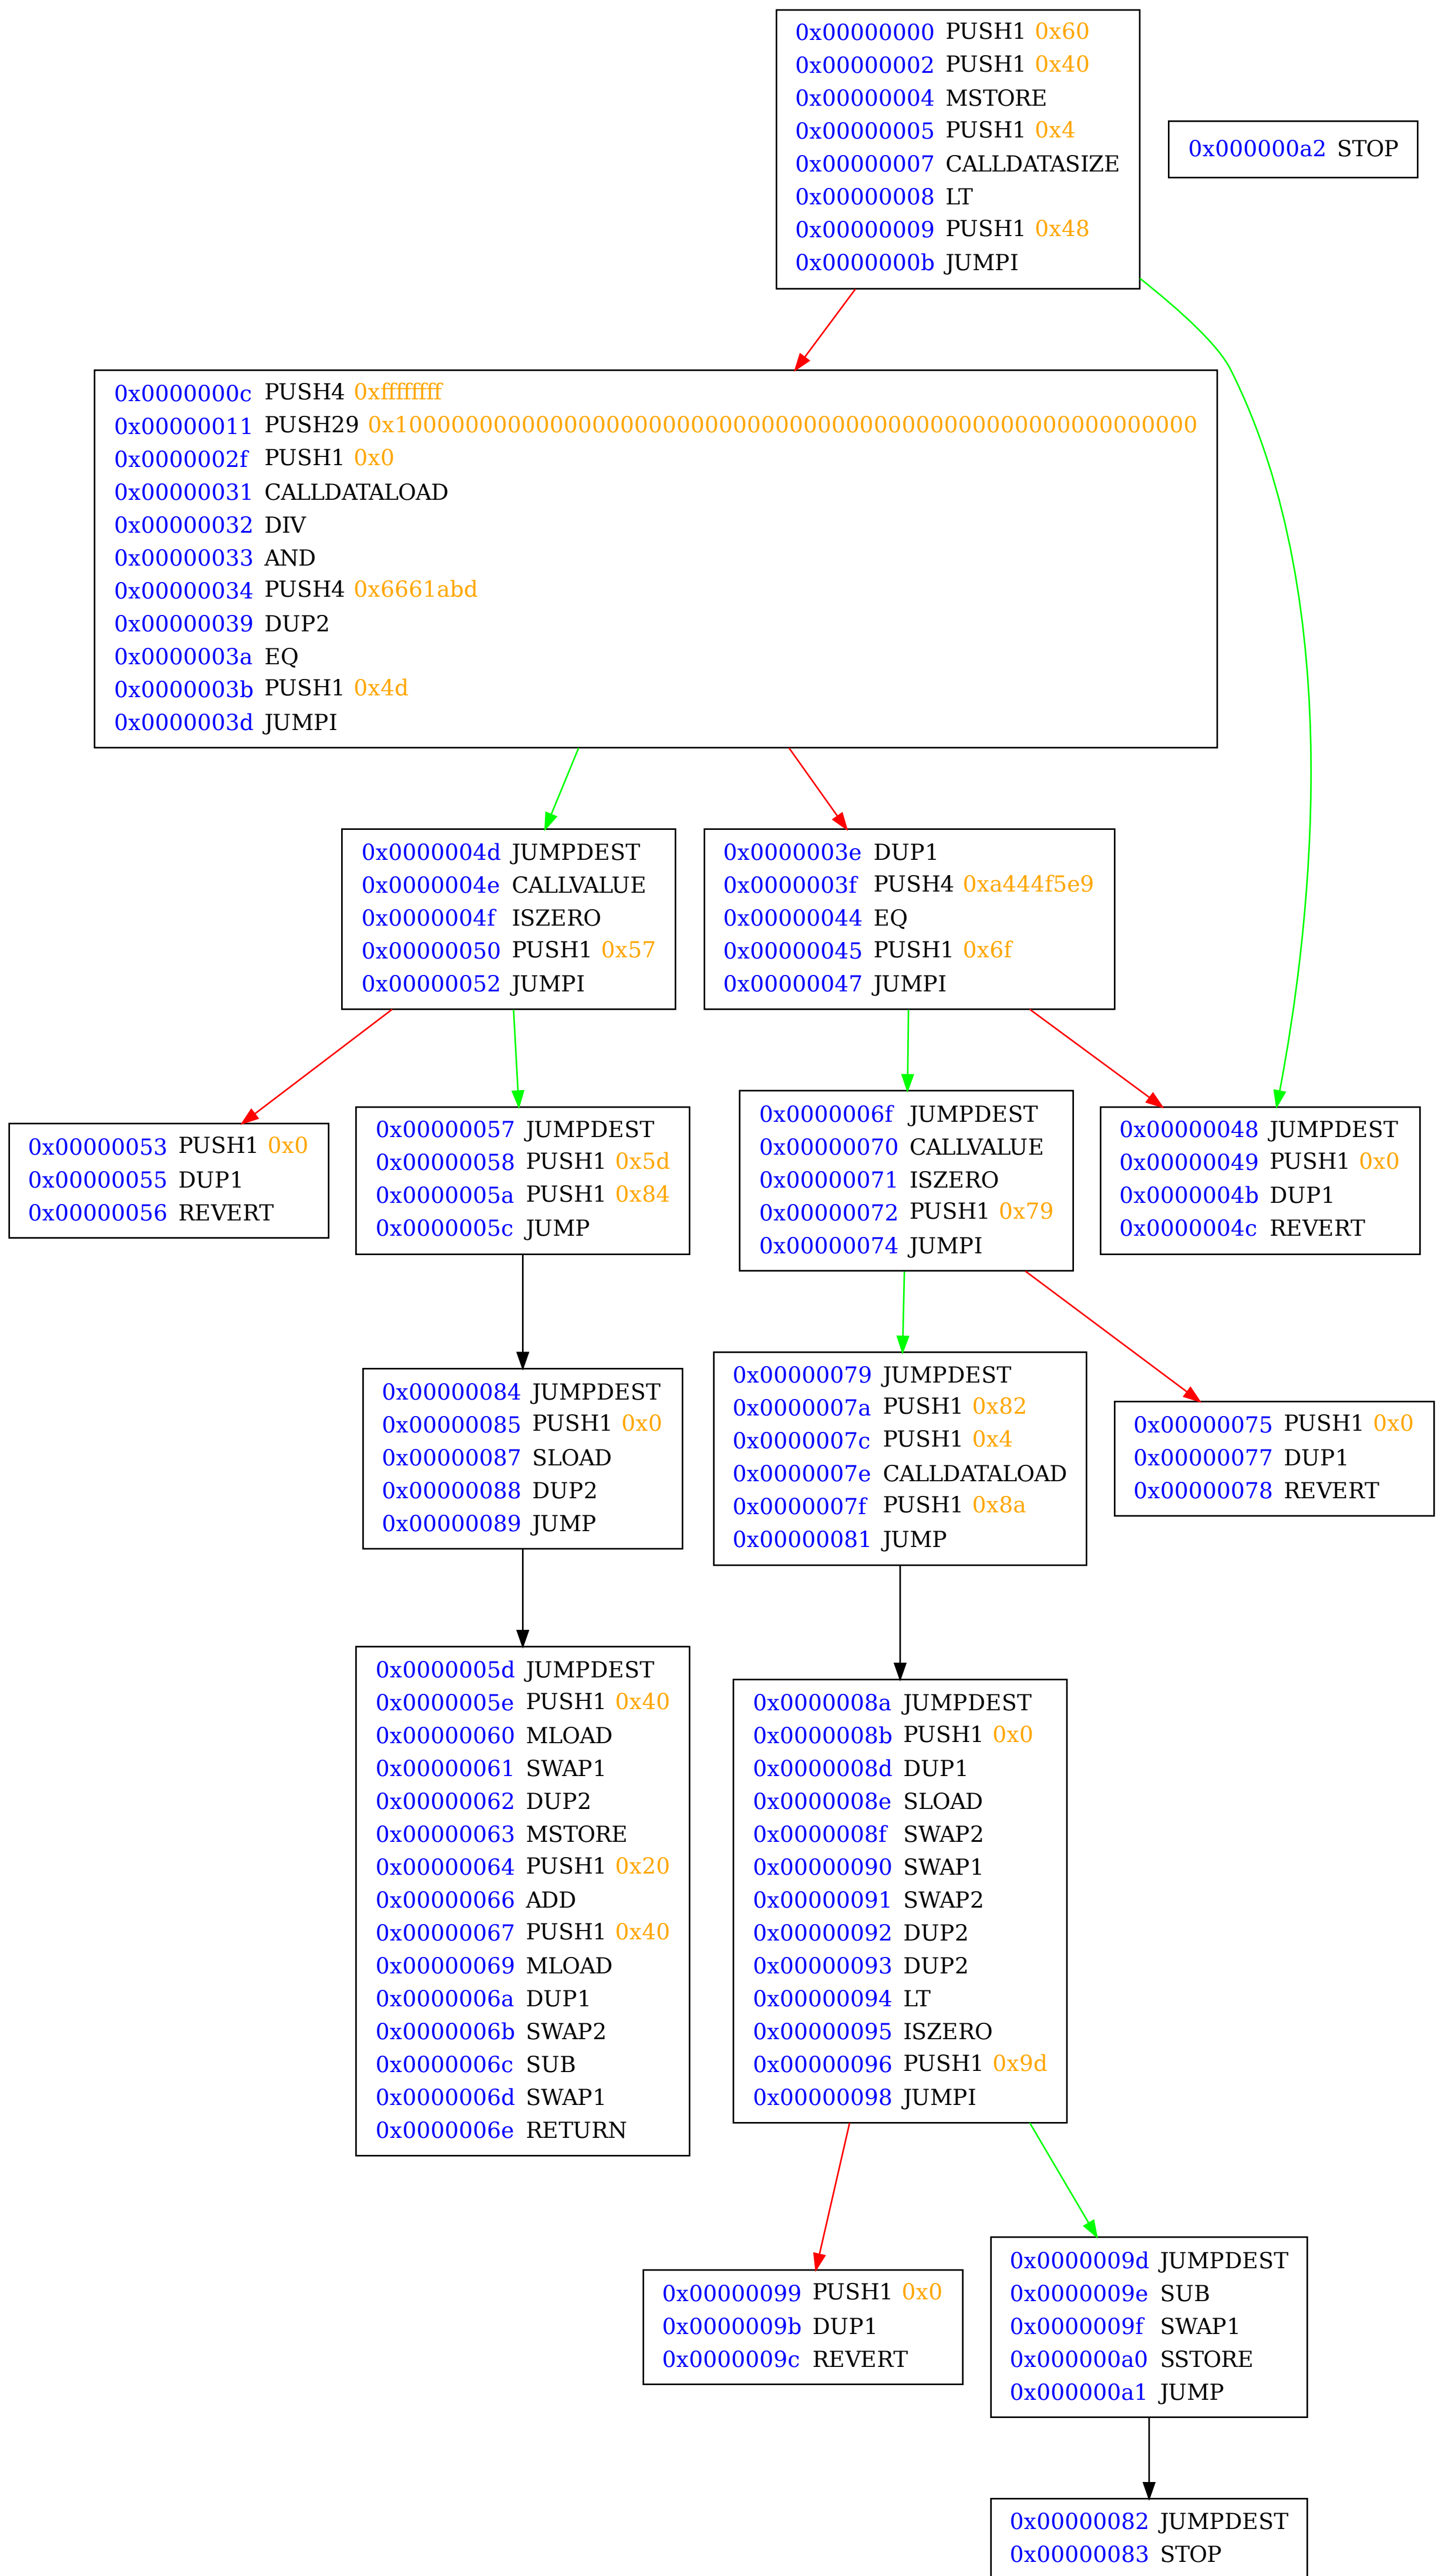 0x00000000 PUSH1 0x60
0x00000002 PUSH1 0x40
0x00000004 MSTORE
0x00000005 PUSH1 0x4
0x00000007 CALLDATASIZE
0x00000008 LT
0x00000009 PUSH1 0x48
0x0000000b JUMPI
0x000000a2 STOP
0x0000000c PUSH4 0xffffffff
0x00000011 PUSH29 0x100000000000000000000000000000000000000000000000000000000
0x0000002f PUSH1 0x0
0x00000031 CALLDATALOAD
0x00000032 DIV
0x00000033 AND
0x00000034 PUSH4 0x6661abd
0x00000039 DUP2
0x0000003a EQ
0x0000003b PUSH1 0x4d
0x0000003d JUMPI
0x0000004d JUMPDEST
0x0000004e CALLVALUE
0x0000004f ISZERO
0x00000050 PUSH1 0x57
0x00000052 JUMPI
0x0000003e DUP1
0x0000003f PUSH4 0xa444f5e9
0x00000044 EQ
0x00000045 PUSH1 0x6f
0x00000047 JUMPI
0x00000053 PUSH1 0x0
0x00000055 DUP1
0x00000056 REVERT
0x00000057 JUMPDEST
0x00000058 PUSH1 0x5d
0x0000005a PUSH1 0x84
0x0000005c JUMP
0x0000006f JUMPDEST
0x00000070 CALLVALUE
0x00000071 ISZERO
0x00000072 PUSH1 0x79
0x00000074 JUMPI
0x00000048 JUMPDEST
0x00000049 PUSH1 0x0
0x0000004b DUP1
0x0000004c REVERT
0x00000084 JUMPDEST
0x00000085 PUSH1 0x0
0x00000087 SLOAD
0x00000088 DUP2
0x00000089 JUMP
0x00000079 JUMPDEST
0x0000007a PUSH1 0x82
0x0000007c PUSH1 0x4
0x0000007e CALLDATALOAD
0x0000007f PUSH1 0x8a
0x00000081 JUMP
0x00000075 PUSH1 0x0
0x00000077 DUP1
0x00000078 REVERT
0x0000005d JUMPDEST
0x0000005e PUSH1 0x40
0x00000060 MLOAD
0x00000061 SWAP1
0x00000062 DUP2
0x00000063 MSTORE
0x00000064 PUSH1 0x20
0x00000066 ADD
0x00000067 PUSH1 0x40
0x00000069 MLOAD
0x0000006a DUP1
0x0000006b SWAP2
0x0000006c SUB
0x0000006d SWAP1
0x0000006e RETURN
0x0000008a JUMPDEST
0x0000008b PUSH1 0x0
0x0000008d DUP1
0x0000008e SLOAD
0x0000008f SWAP2
0x00000090 SWAP1
0x00000091 SWAP2
0x00000092 DUP2
0x00000093 DUP2
0x00000094 LT
0x00000095 ISZERO
0x00000096 PUSH1 0x9d
0x00000098 JUMPI
0x00000099 PUSH1 0x0
0x0000009b DUP1
0x0000009c REVERT
0x0000009d JUMPDEST
0x0000009e SUB
0x0000009f SWAP1
0x000000a0 SSTORE
0x000000a1 JUMP
0x00000082 JUMPDEST
0x00000083 STOP